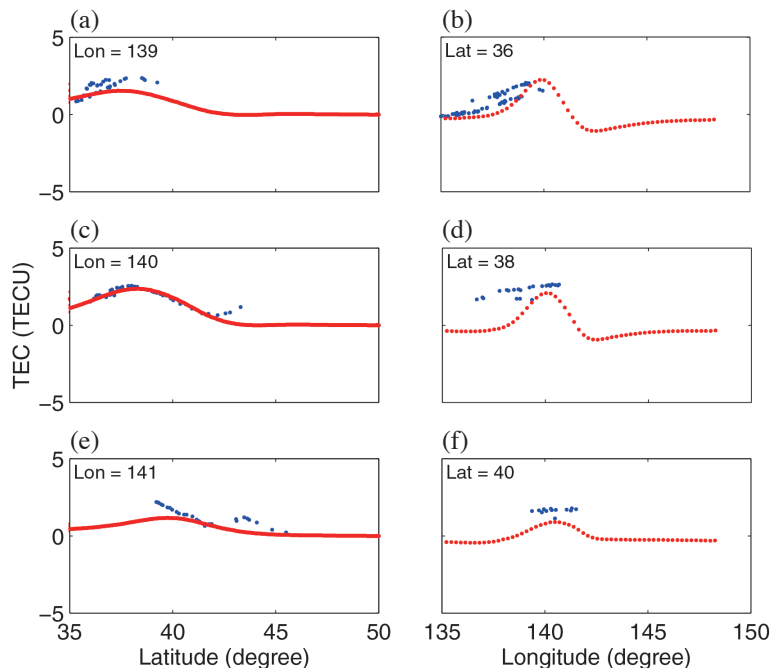 (a)
(b)
5
0
−5
Lon = 139
Lat = 36
(c)
(d)
5
0
−5
Lon = 140
Lat = 38
TEC (TECU)
(e)
(f)
5
0
−5
Lon = 141
Lat = 40
35 40 45 50
135 140 145 150
Latitude (degree)
Longitude (degree)